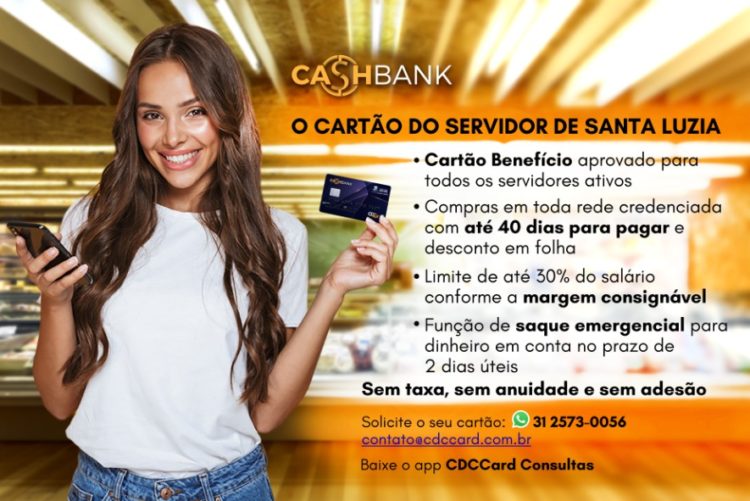 CASHBANK
O CARTÃO DO SERVIDOR DE SANTA LUZIA
• Cartão Benefício aprovado para
todos os servidores ativos
• Compras em toda rede credenciada
com até 40 dias para pagar e
desconto em folha
• Limite de até 30% do salário
conforme a margem consignável
• Função de saque emergencial para
dinheiro em conta no prazo de
2 dias úteis
Sem taxa, sem anuidade e sem adesão
Solicite o seu cartão: 31 2573-0056
contato@cdccard.com.br
Baixe o app CDCCard Consultas
CASHBANK